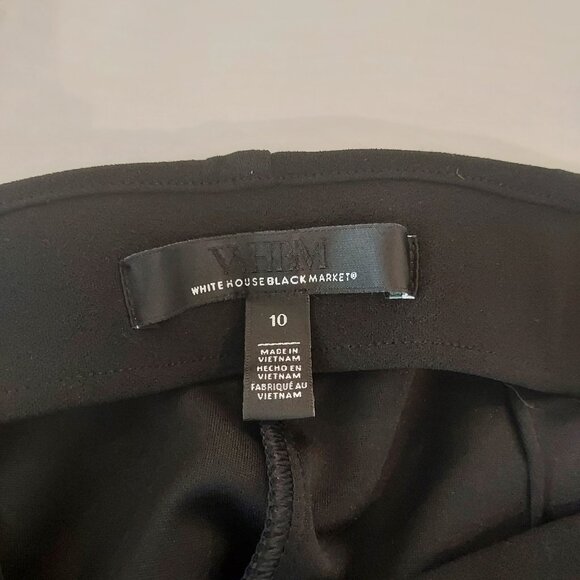 WHBM
WHITE HOUSE BLACK MARKET®
10
MADE IN
VIETNAM
HECHO EN
VIETNAM
FABRIQUÉ AU
VIETNAM